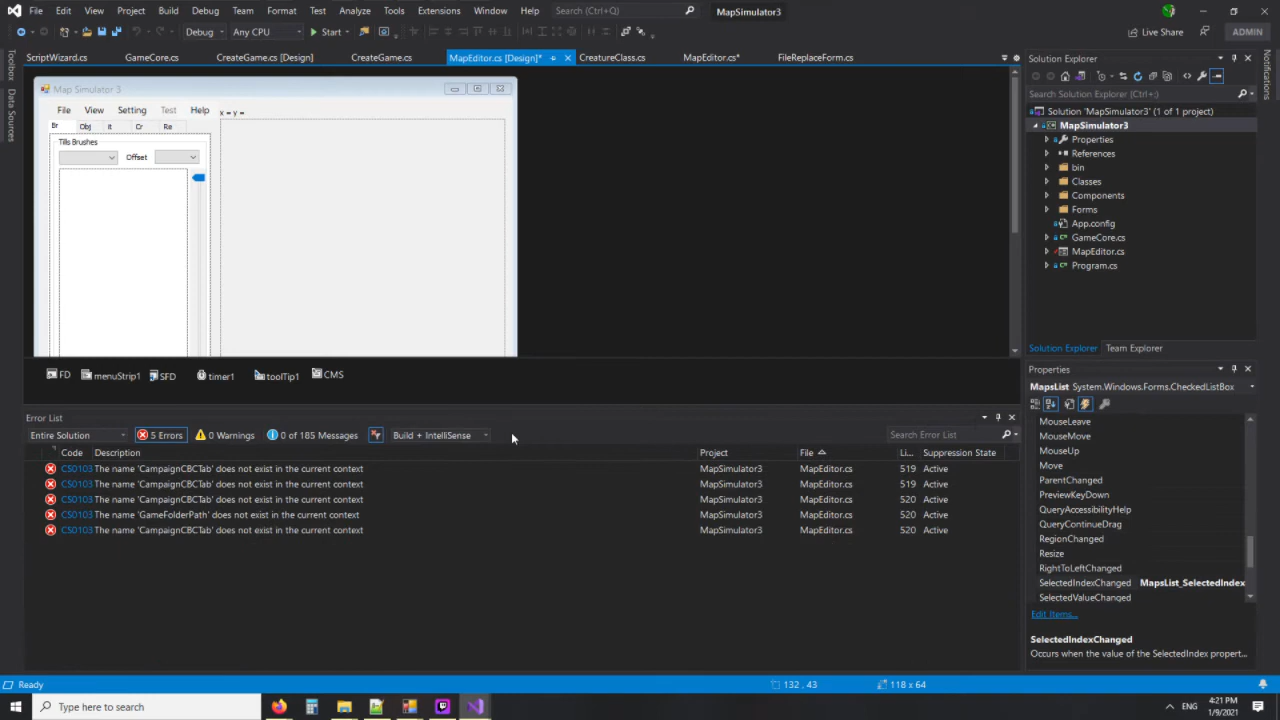 File Edit View Project Build Debug Team Format Test Analyze Tools Extensions Window Help Search (Ctrl+Q) MapSimulator3
Debug Any CPU Start Live Share ADMIN
ScriptWizard.cs GameCore.cs CreateGame.cs [Design] CreateGame.cs MapEditor.cs [Design]* CreatureClass.cs MapEditor.cs* FileReplaceForm.cs
Toolbox
Data Sources
Map Simulator 3
File View Setting Test Help x = y =
Br Obj It Cr Re
Tills Brushes
Offset
FD menuStrip1 SFD timer1 toolTip1 CMS
Error List
Entire Solution 5 Errors 0 Warnings 0 of 185 Messages Build + IntelliSense Search Error List
Code Description Project File Li... Suppression State
CS0103 The name 'CampaignCBCTab' does not exist in the current context MapSimulator3 MapEditor.cs 519 Active
CS0103 The name 'CampaignCBCTab' does not exist in the current context MapSimulator3 MapEditor.cs 519 Active
CS0103 The name 'CampaignCBCTab' does not exist in the current context MapSimulator3 MapEditor.cs 520 Active
CS0103 The name 'GameFolderPath' does not exist in the current context MapSimulator3 MapEditor.cs 520 Active
CS0103 The name 'CampaignCBCTab' does not exist in the current context MapSimulator3 MapEditor.cs 520 Active
Solution Explorer
Search Solution Explorer (Ctrl+;)
Solution 'MapSimulator3' (1 of 1 project)
MapSimulator3
Properties
References
bin
Classes
Components
Forms
App.config
GameCore.cs
MapEditor.cs
Program.cs
Solution Explorer Team Explorer
Notifications
Properties
MapsList System.Windows.Forms.CheckedListBox
MouseLeave
MouseMove
MouseUp
Move
ParentChanged
PreviewKeyDown
QueryAccessibilityHelp
QueryContinueDrag
RegionChanged
Resize
RightToLeftChanged
SelectedIndexChanged MapsList_SelectedIndex
SelectedValueChanged
Edit Items...
SelectedIndexChanged
Occurs when the value of the SelectedIndex propert...
Ready 132 , 43 118 x 64
Type here to search ENG 4:21 PM
1/9/2021